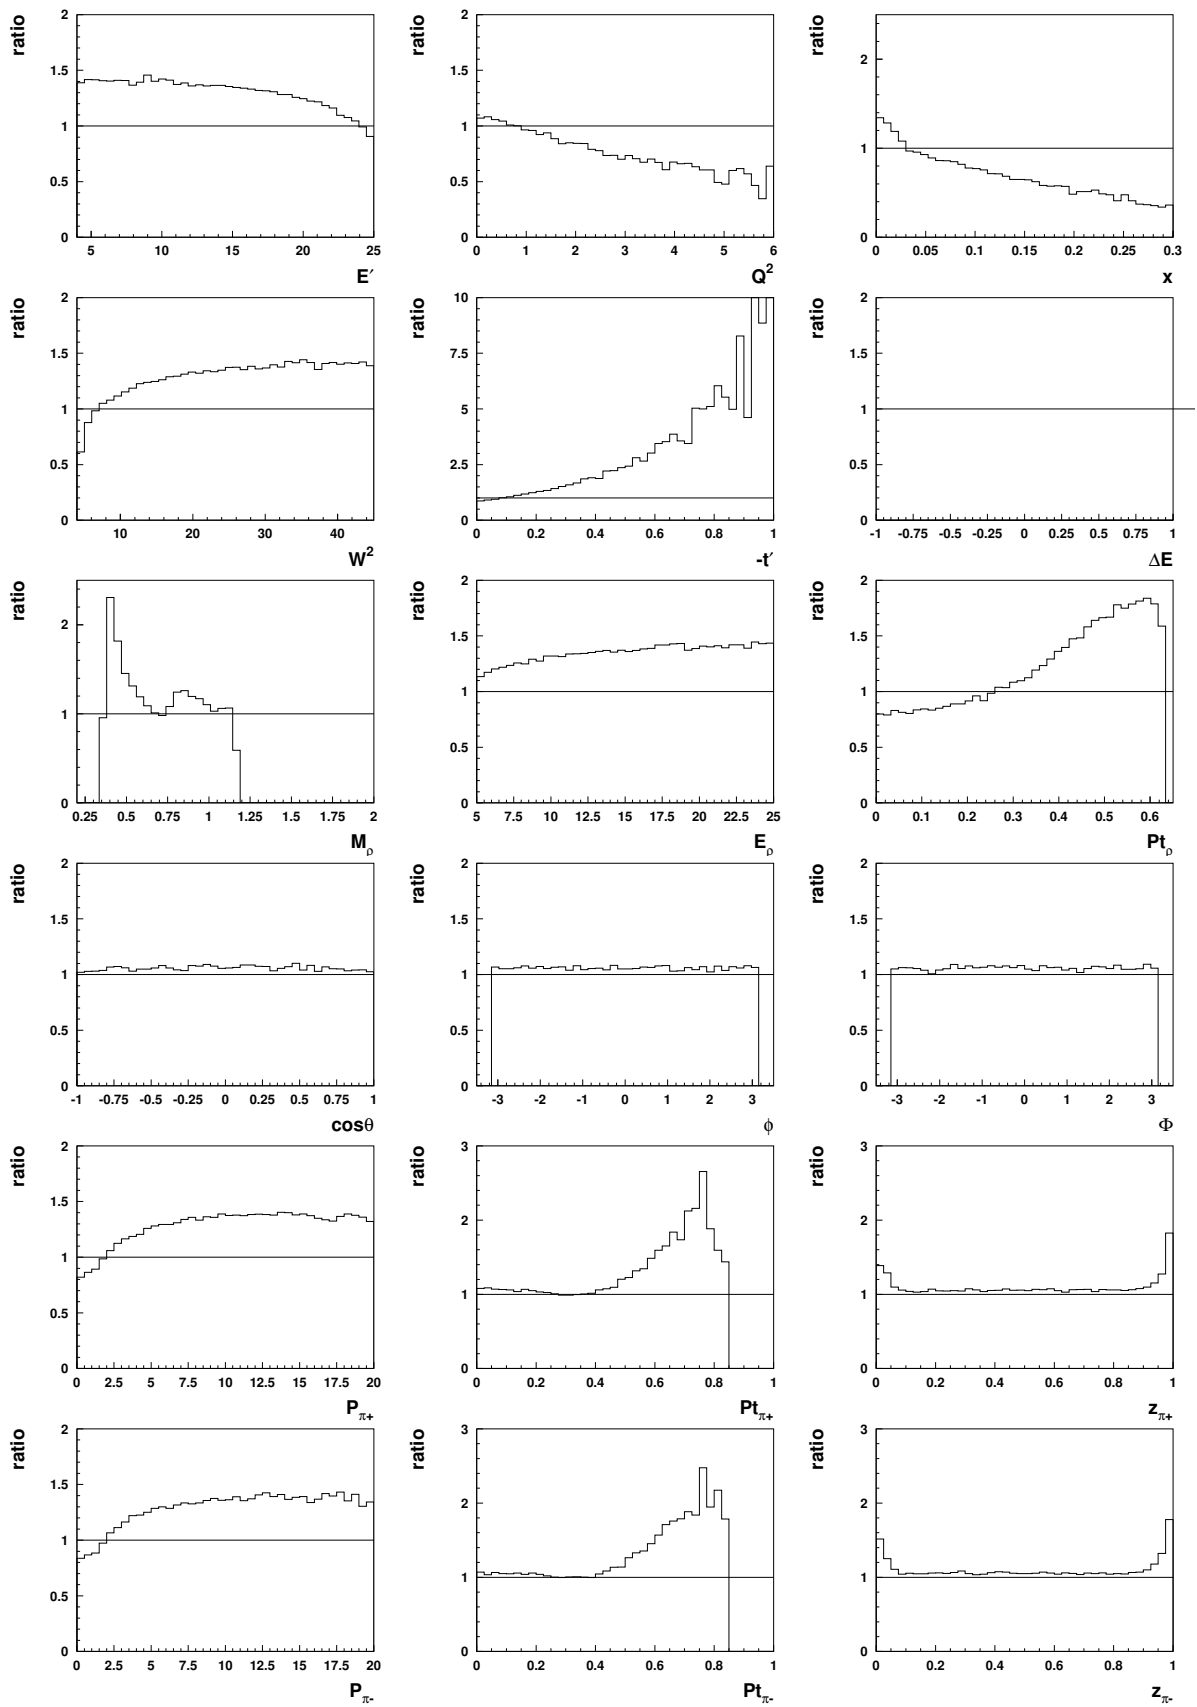 ratio
2
1.5
1
0.5
0
5 10 15 20 25
E′
ratio
2
1.5
1
0.5
0
0 1 2 3 4 5 6
Q²
ratio
2
1
0
0 0.05 0.1 0.15 0.2 0.25 0.3
x
ratio
2
1.5
1
0.5
0
10 20 30 40
W²
ratio
10
7.5
5
2.5
0
0 0.2 0.4 0.6 0.8 1
-t′
ratio
2
1.5
1
0.5
0
-1 -0.75 -0.5 -0.25 0 0.25 0.5 0.75 1
ΔE
ratio
2
1
0
0.25 0.5 0.75 1 1.25 1.5 1.75 2
Mρ
ratio
2
1.5
1
0.5
0
5 7.5 10 12.5 15 17.5 20 22.5 25
Eρ
ratio
2
1.5
1
0.5
0
0 0.1 0.2 0.3 0.4 0.5 0.6
Ptρ
ratio
2
1.5
1
0.5
0
-1 -0.75 -0.5 -0.25 0 0.25 0.5 0.75 1
cosθ
ratio
2
1.5
1
0.5
0
-3 -2 -1 0 1 2 3
ϕ
ratio
2
1.5
1
0.5
0
-3 -2 -1 0 1 2 3
Φ
ratio
2
1.5
1
0.5
0
0 2.5 5 7.5 10 12.5 15 17.5 20
Pπ+
ratio
3
2
1
0
0 0.2 0.4 0.6 0.8 1
Ptπ+
ratio
3
2
1
0
0 0.2 0.4 0.6 0.8 1
zπ+
ratio
2
1.5
1
0.5
0
0 2.5 5 7.5 10 12.5 15 17.5 20
Pπ-
ratio
3
2
1
0
0 0.2 0.4 0.6 0.8 1
Ptπ-
ratio
3
2
1
0
0 0.2 0.4 0.6 0.8 1
zπ-